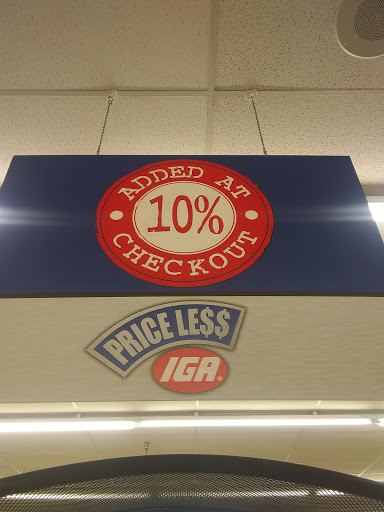 ADDED AT
10%
CHECKOUT
PRICE LE$$
IGA